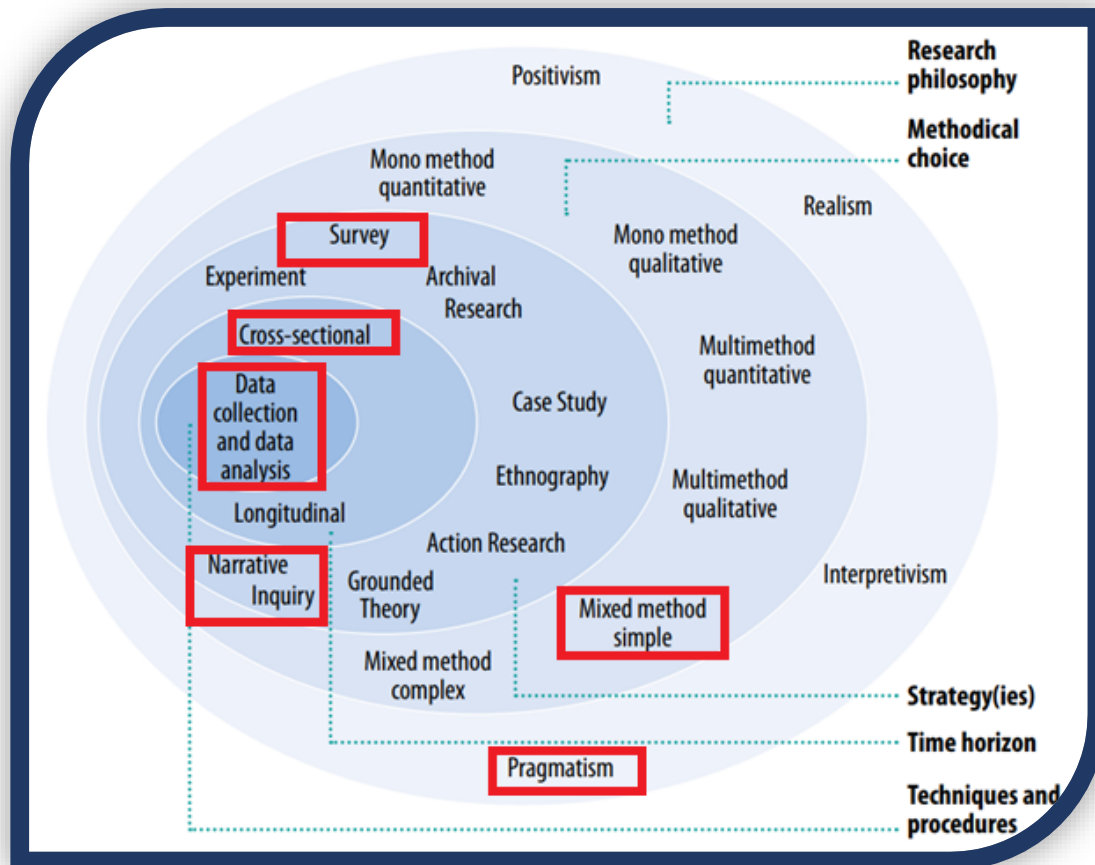 Research
philosophy
Positivism
Methodical
choice
Mono method
quantitative
Realism
Survey
Mono method
qualitative
Experiment
Archival
Research
Cross-sectional
Multimethod
quantitative
Data
collection
and data
analysis
Case Study
Ethnography
Multimethod
qualitative
Longitudinal
Action Research
Narrative
Inquiry
Grounded
Theory
Interpretivism
Mixed method
simple
Mixed method
complex
Strategy(ies)
Time horizon
Pragmatism
Techniques and
procedures